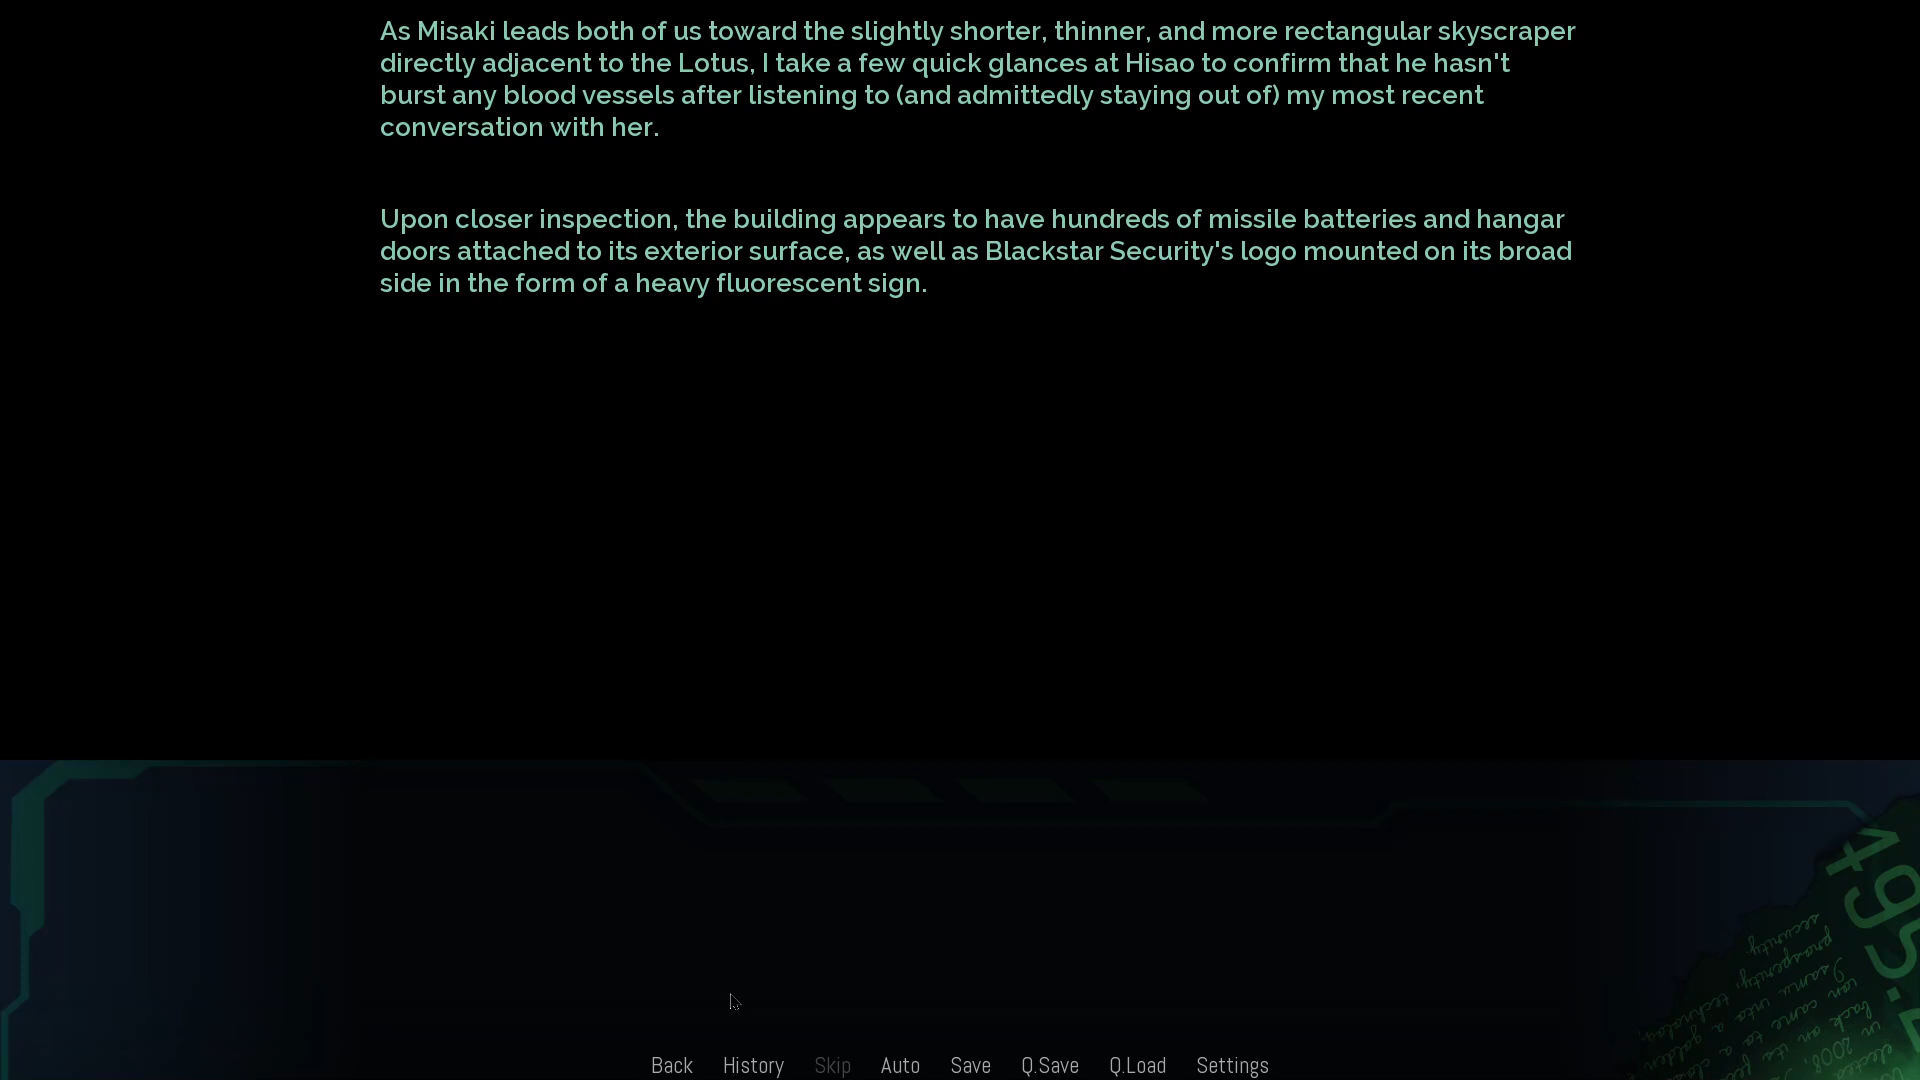 As Misaki leads both of us toward the slightly shorter, thinner, and more rectangular skyscraper
directly adjacent to the Lotus, I take a few quick glances at Hisao to confirm that he hasn't
burst any blood vessels after listening to (and admittedly staying out of) my most recent
conversation with her.
Upon closer inspection, the building appears to have hundreds of missile batteries and hangar
doors attached to its exterior surface, as well as Blackstar Security's logo mounted on its broad
side in the form of a heavy fluorescent sign.
Back History Skip Auto Save Q.Save Q.Load Settings